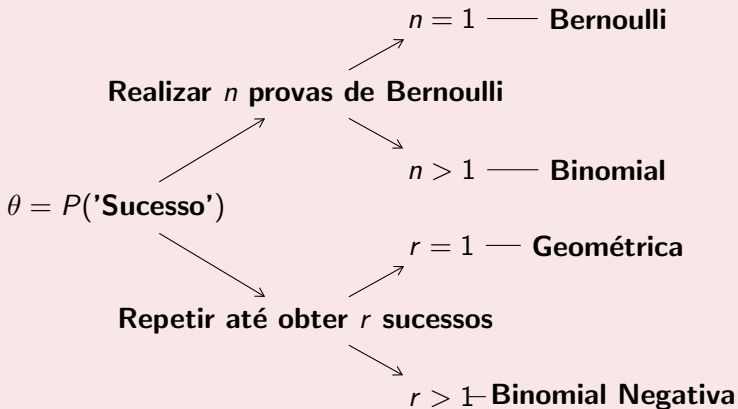 n = 1 — Bernoulli
Realizar n provas de Bernoulli
n > 1 — Binomial
θ = P('Sucesso')
r = 1 — Geométrica
Repetir até obter r sucessos
r > 1 — Binomial Negativa